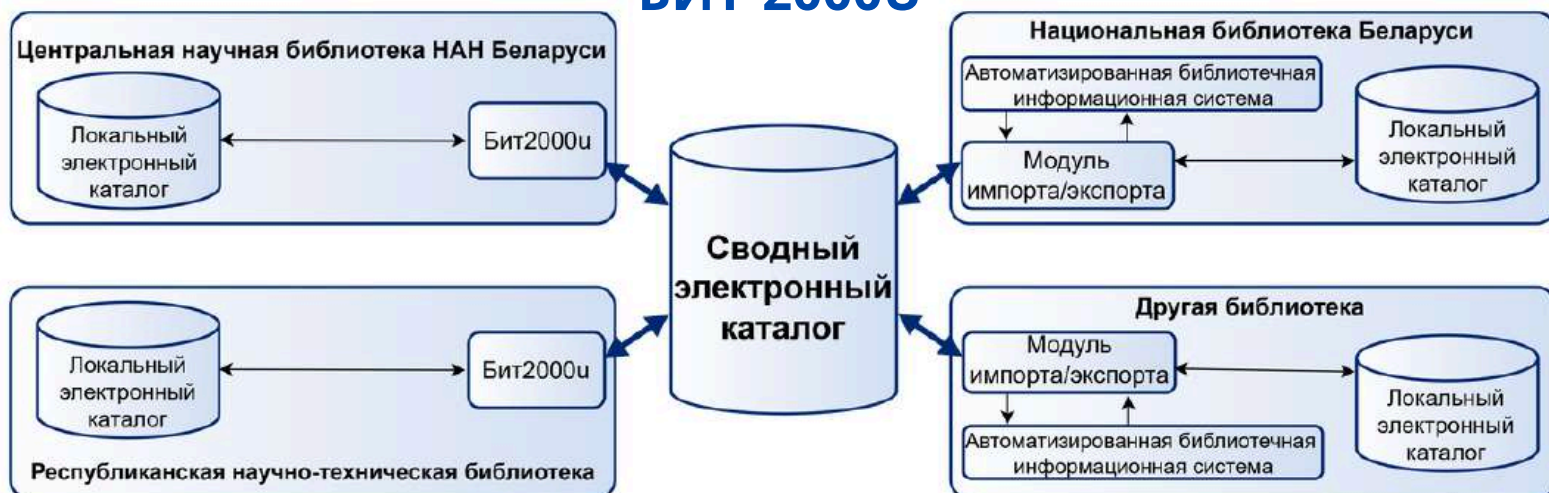 БИТ 2000U
Центральная научная библиотека НАН Беларуси
Локальный
электронный
каталог
Бит2000u
Национальная библиотека Беларуси
Автоматизированная библиотечная
информационная система
Модуль
импорта/экспорта
Локальный
электронный
каталог
Сводный
электронный
каталог
Локальный
электронный
каталог
Бит2000u
Республиканская научно-техническая библиотека
Другая библиотека
Модуль
импорта/экспорта
Автоматизированная библиотечная
информационная система
Локальный
электронный
каталог